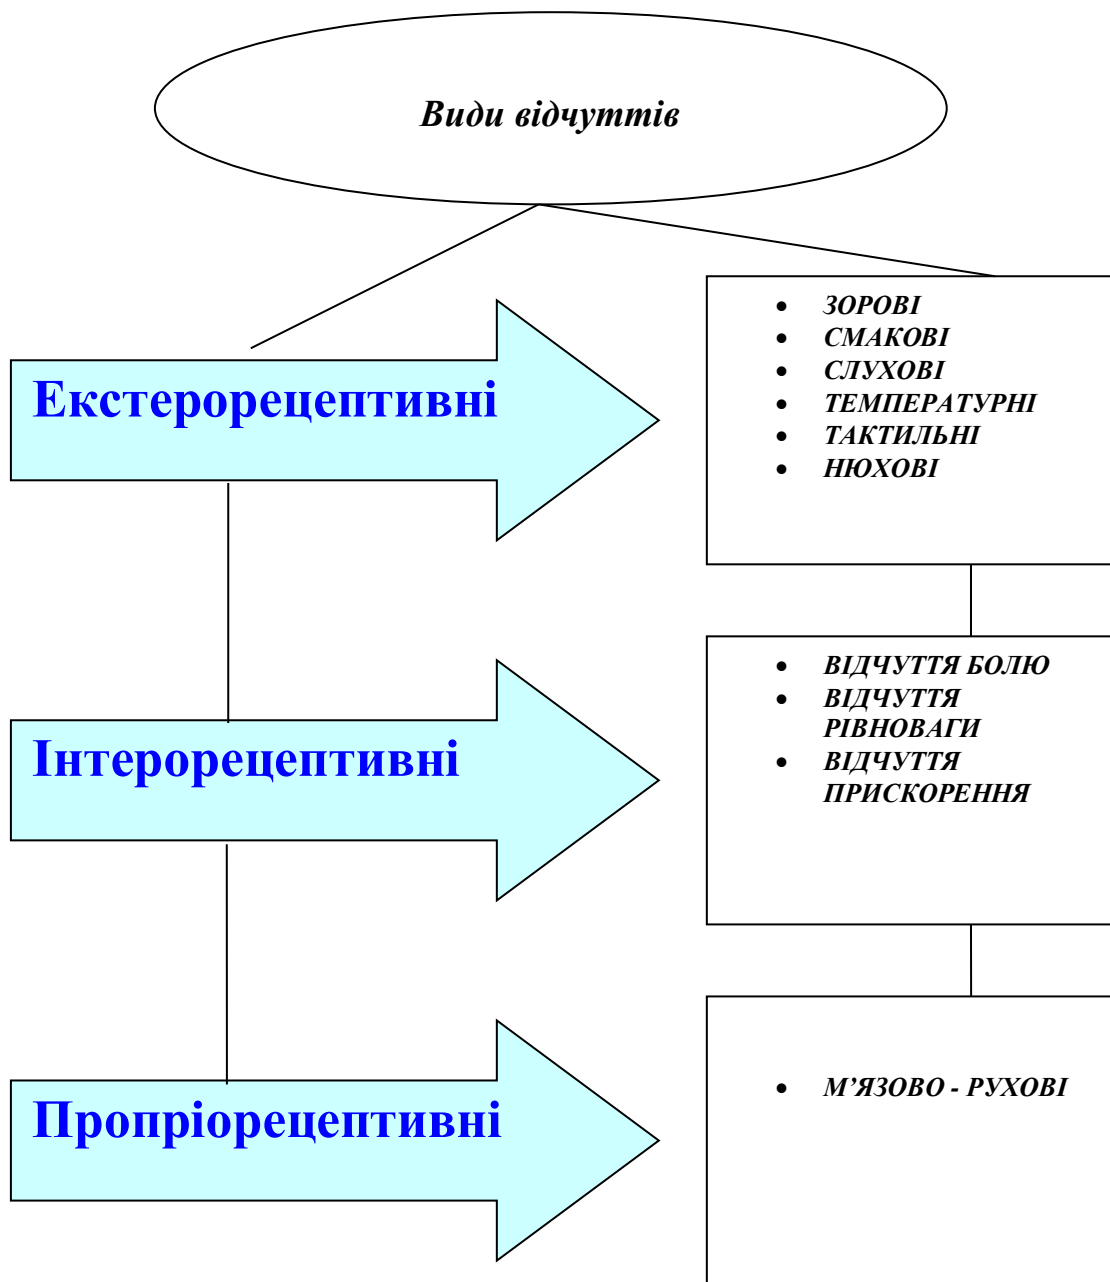 Види відчуттів
Екстерорецептивні
• ЗОРОВІ
• СМАКОВІ
• СЛУХОВІ
• ТЕМПЕРАТУРНІ
• ТАКТИЛЬНІ
• НЮХОВІ
Інтерорецептивні
• ВІДЧУТТЯ БОЛЮ
• ВІДЧУТТЯ
РІВНОВАГИ
• ВІДЧУТТЯ
ПРИСКОРЕННЯ
Пропріорецептивні
• М’ЯЗОВО - РУХОВІ